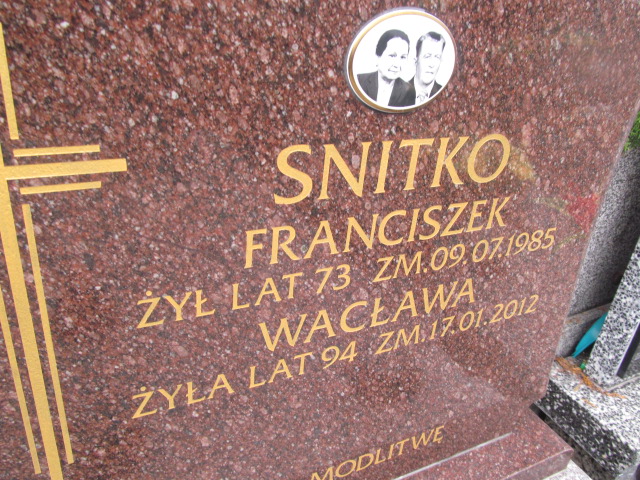 SNITKO
FRANCISZEK
ŻYŁ LAT 73 ZM.09.07.1985
WACŁAWA
ŻYŁA LAT 94 ZM.17.01.2012
MODLITWĘ